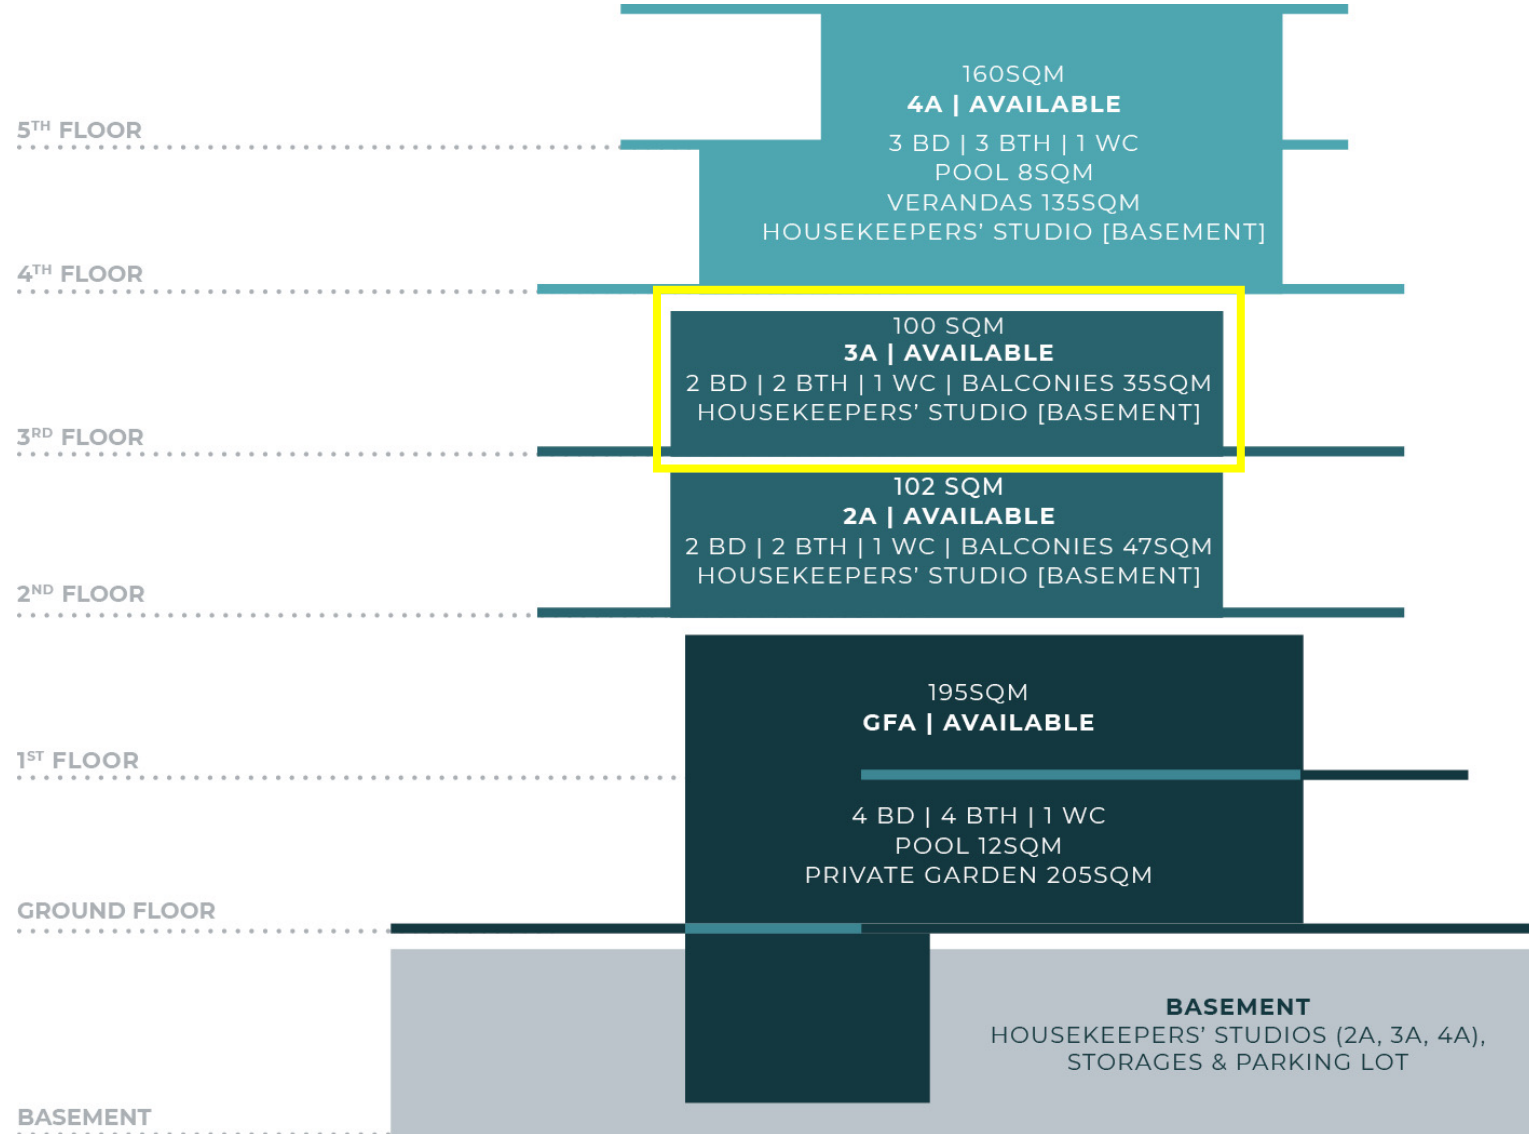 160SQM
4A | AVAILABLE
5TH FLOOR
3 BD | 3 BTH | 1 WC
POOL 8SQM
VERANDAS 135SQM
HOUSEKEEPERS’ STUDIO [BASEMENT]
4TH FLOOR
100 SQM
3A | AVAILABLE
2 BD | 2 BTH | 1 WC | BALCONIES 35SQM
HOUSEKEEPERS’ STUDIO [BASEMENT]
3RD FLOOR
102 SQM
2A | AVAILABLE
2 BD | 2 BTH | 1 WC | BALCONIES 47SQM
HOUSEKEEPERS’ STUDIO [BASEMENT]
2ND FLOOR
195SQM
GFA | AVAILABLE
1ST FLOOR
4 BD | 4 BTH | 1 WC
POOL 12SQM
PRIVATE GARDEN 205SQM
GROUND FLOOR
BASEMENT
HOUSEKEEPERS’ STUDIOS (2A, 3A, 4A),
STORAGES & PARKING LOT
BASEMENT